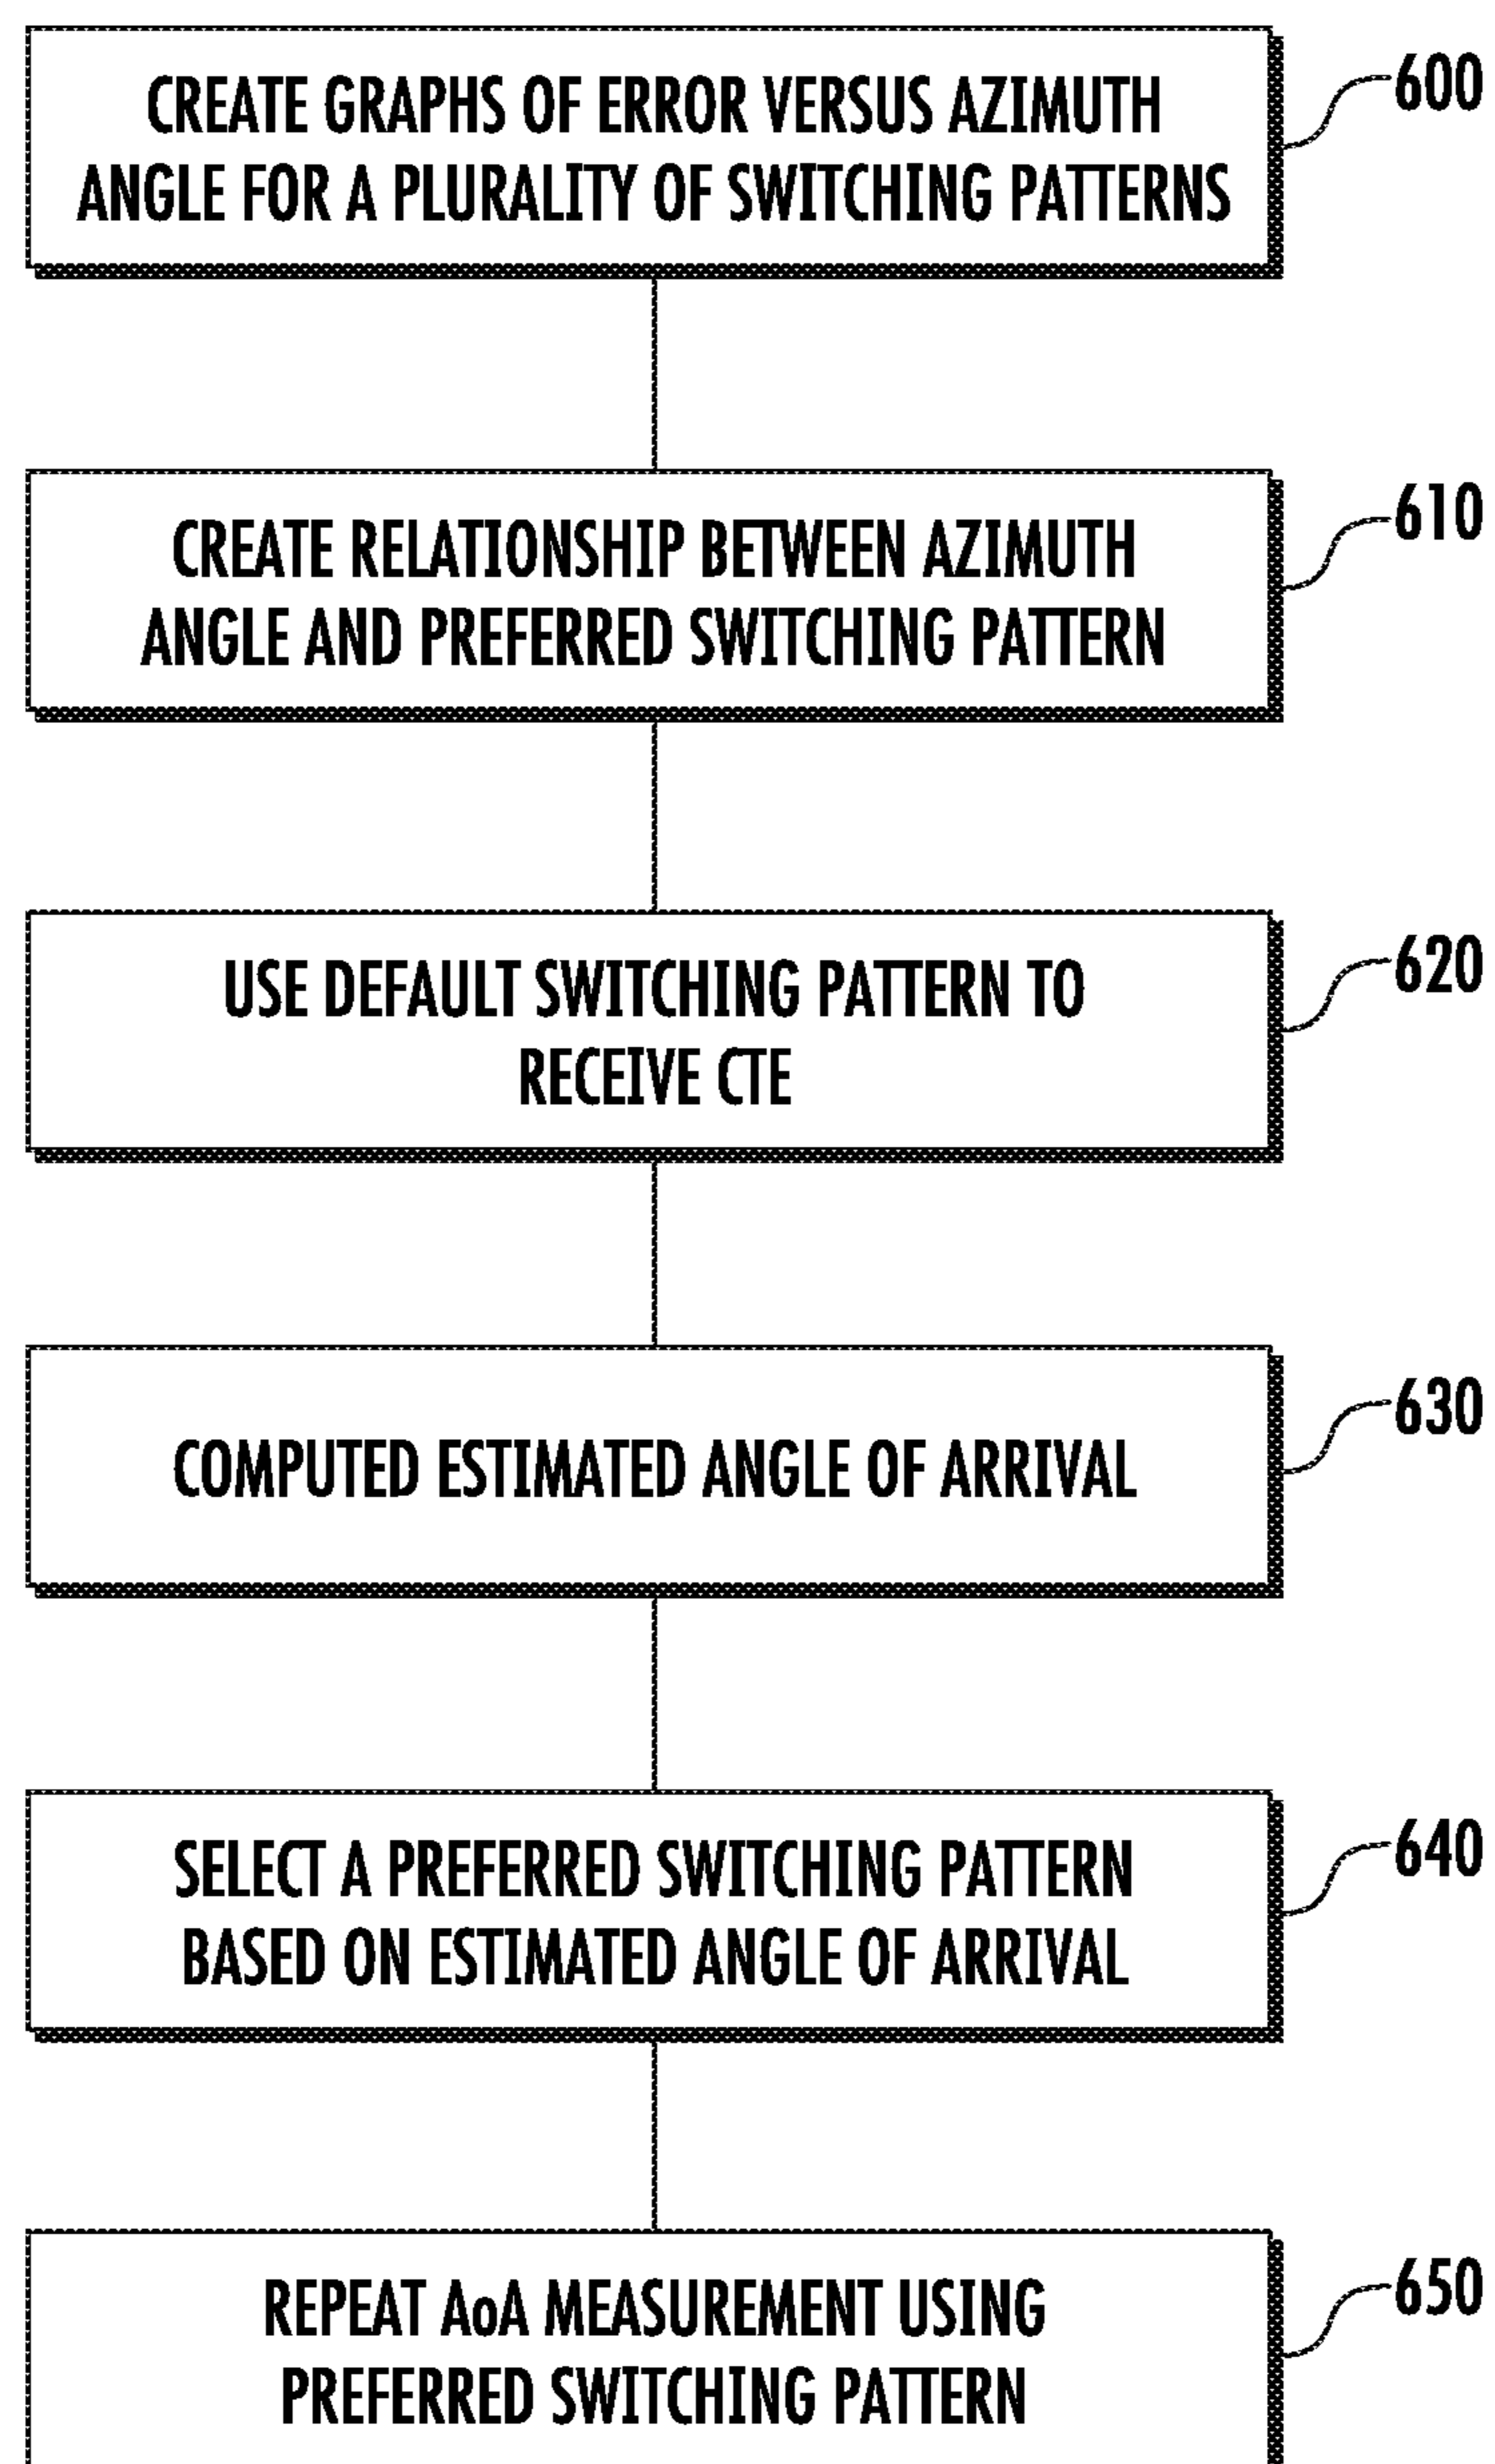 CREATE GRAPHS OF ERROR VERSUS AZIMUTH
ANGLE FOR A PLURALITY OF SWITCHING PATTERNS
600
CREATE RELATIONSHIP BETWEEN AZIMUTH
ANGLE AND PREFERRED SWITCHING PATTERN
610
USE DEFAULT SWITCHING PATTERN TO
RECEIVE CTE
620
COMPUTED ESTIMATED ANGLE OF ARRIVAL
630
SELECT A PREFERRED SWITCHING PATTERN
BASED ON ESTIMATED ANGLE OF ARRIVAL
640
REPEAT AoA MEASUREMENT USING
PREFERRED SWITCHING PATTERN
650